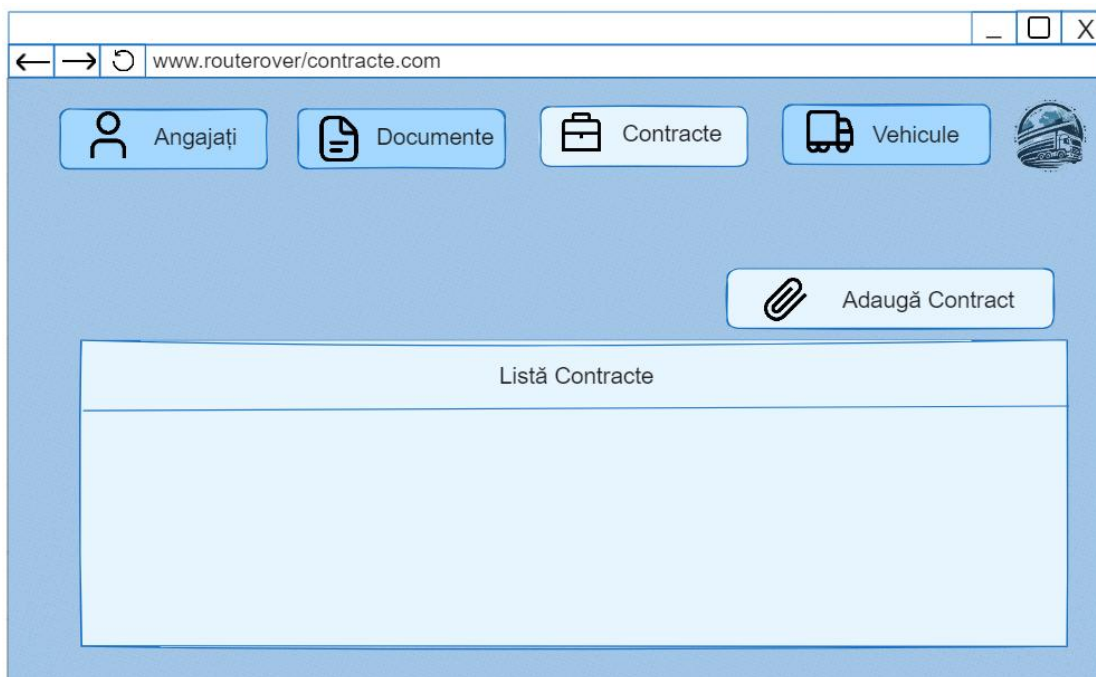 _ X
www.routerover/contracte.com
Angajați
Documente
Contracte
Vehicule
Adaugă Contract
Listă Contracte